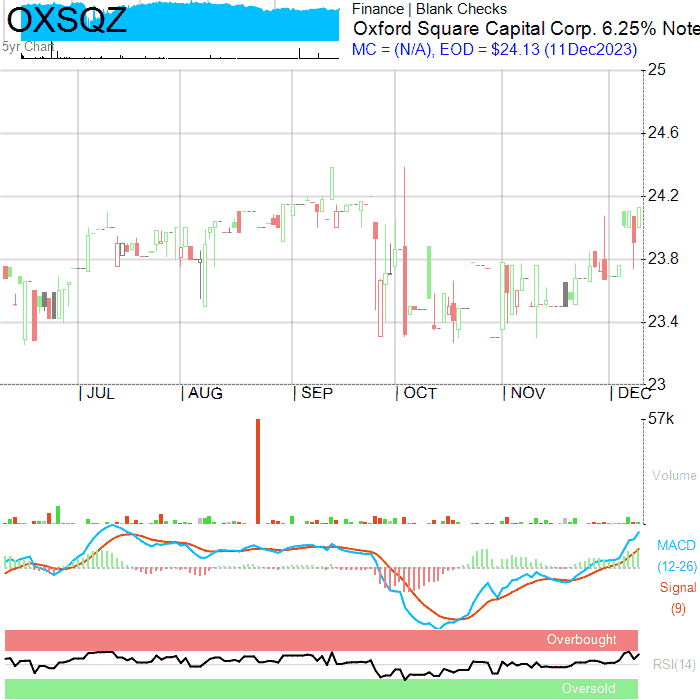 OXSQZ
5yr Chart
Finance | Blank Checks
Oxford Square Capital Corp. 6.25% Note
MC = (N/A), EOD = $24.13 (11Dec2023)
25
24.6
24.2
23.8
23.4
23
| JUL | AUG | SEP | OCT | NOV | DEC
57k
Volume
MACD
(12-26)
Signal
(9)
Overbought
RSI(14)
Oversold